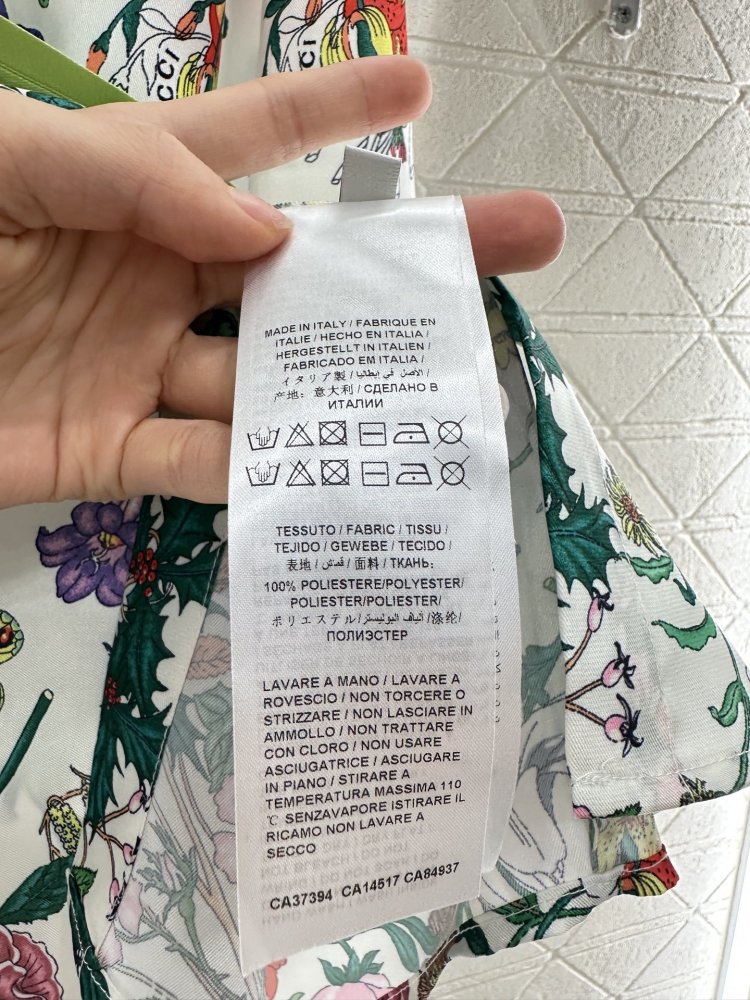 CCI
CCI
MADE IN ITALY / FABRIQUE EN
ITALIE / HECHO EN ITALIA /
HERGESTELLT IN ITALIEN /
FABRICADO EM ITALIA /
イタリア製 / الأصل في إيطاليا /
产地: 意大利 / СДЕЛАНО В
ИТАЛИИ
TESSUTO / FABRIC / TISSU /
TEJIDO / GEWEBE / TECIDO /
表地 / قمش / 面料 / ТКАНЬ:
100% POLIESTERE/POLYESTER/
POLIESTER/POLIESTER/
ポリエステル/ألياف البوليستر/涤纶/
ПОЛИЭСТЕР
LAVARE A MANO / LAVARE A
ROVESCIO / NON TORCERE O
STRIZZARE / NON LASCIARE IN
AMMOLLO / NON TRATTARE
CON CLORO / NON USARE
ASCIUGATRICE / ASCIUGARE
IN PIANO / STIRARE A
TEMPERATURA MASSIMA 110
℃ SENZAVAPORE ISTIRARE IL
RICAMO NON LAVARE A
SECCO
CA37394 CA14517 CA84937